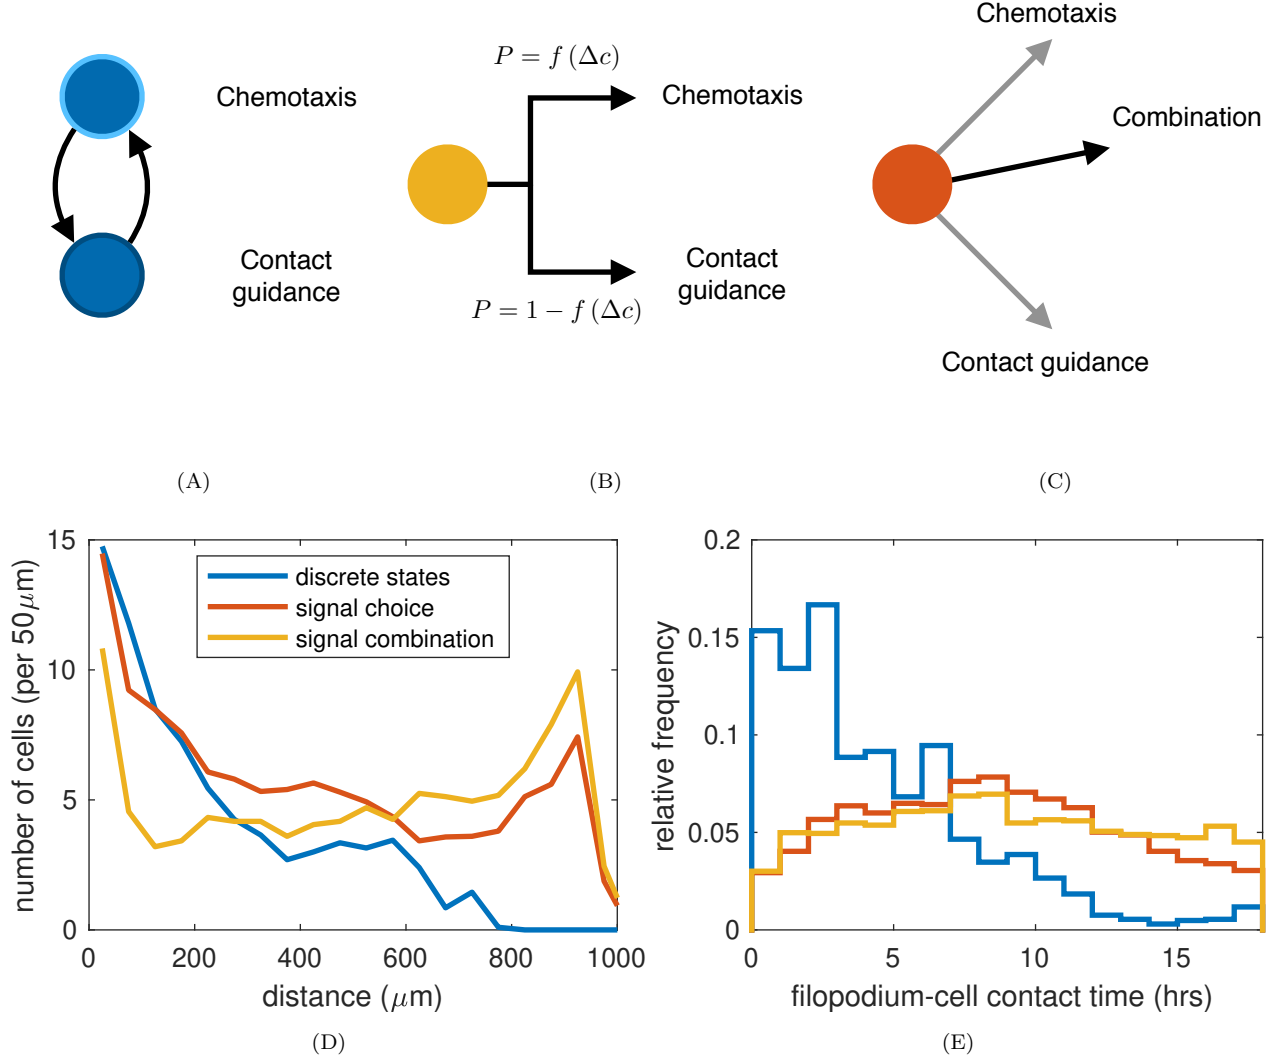 Chemotaxis
P = f (Δc)
Chemotaxis
Chemotaxis
Combination
Contact
guidance
Contact
guidance
P = 1 − f (Δc)
Contact guidance
(A)
(B)
(C)
number of cells (per 50μm)
15
10
5
0
discrete states
signal choice
signal combination
0 200 400 600 800 1000
distance (μm)
(D)
relative frequency
0.2
0.15
0.1
0.05
0
0 5 10 15
filopodium-cell contact time (hrs)
(E)